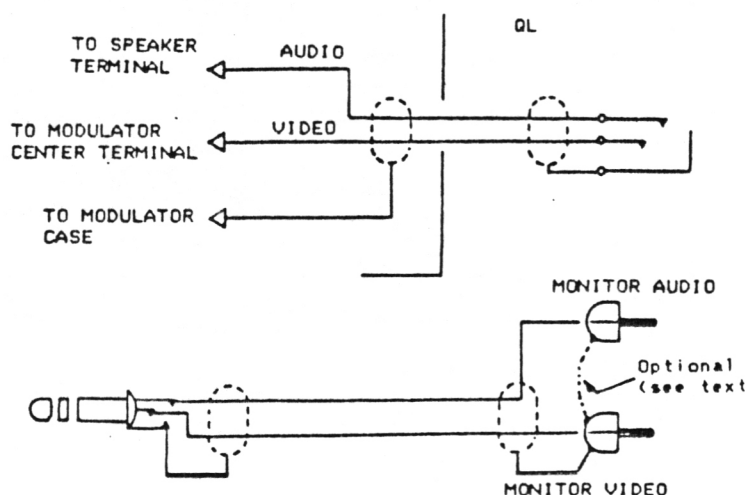 QL
TO SPEAKER
TERMINAL
AUDIO
TO MODULATOR
CENTER TERMINAL
VIDEO
TO MODULATOR
CASE
MONITOR AUDIO
Optional
(see text
MONITOR VIDEO